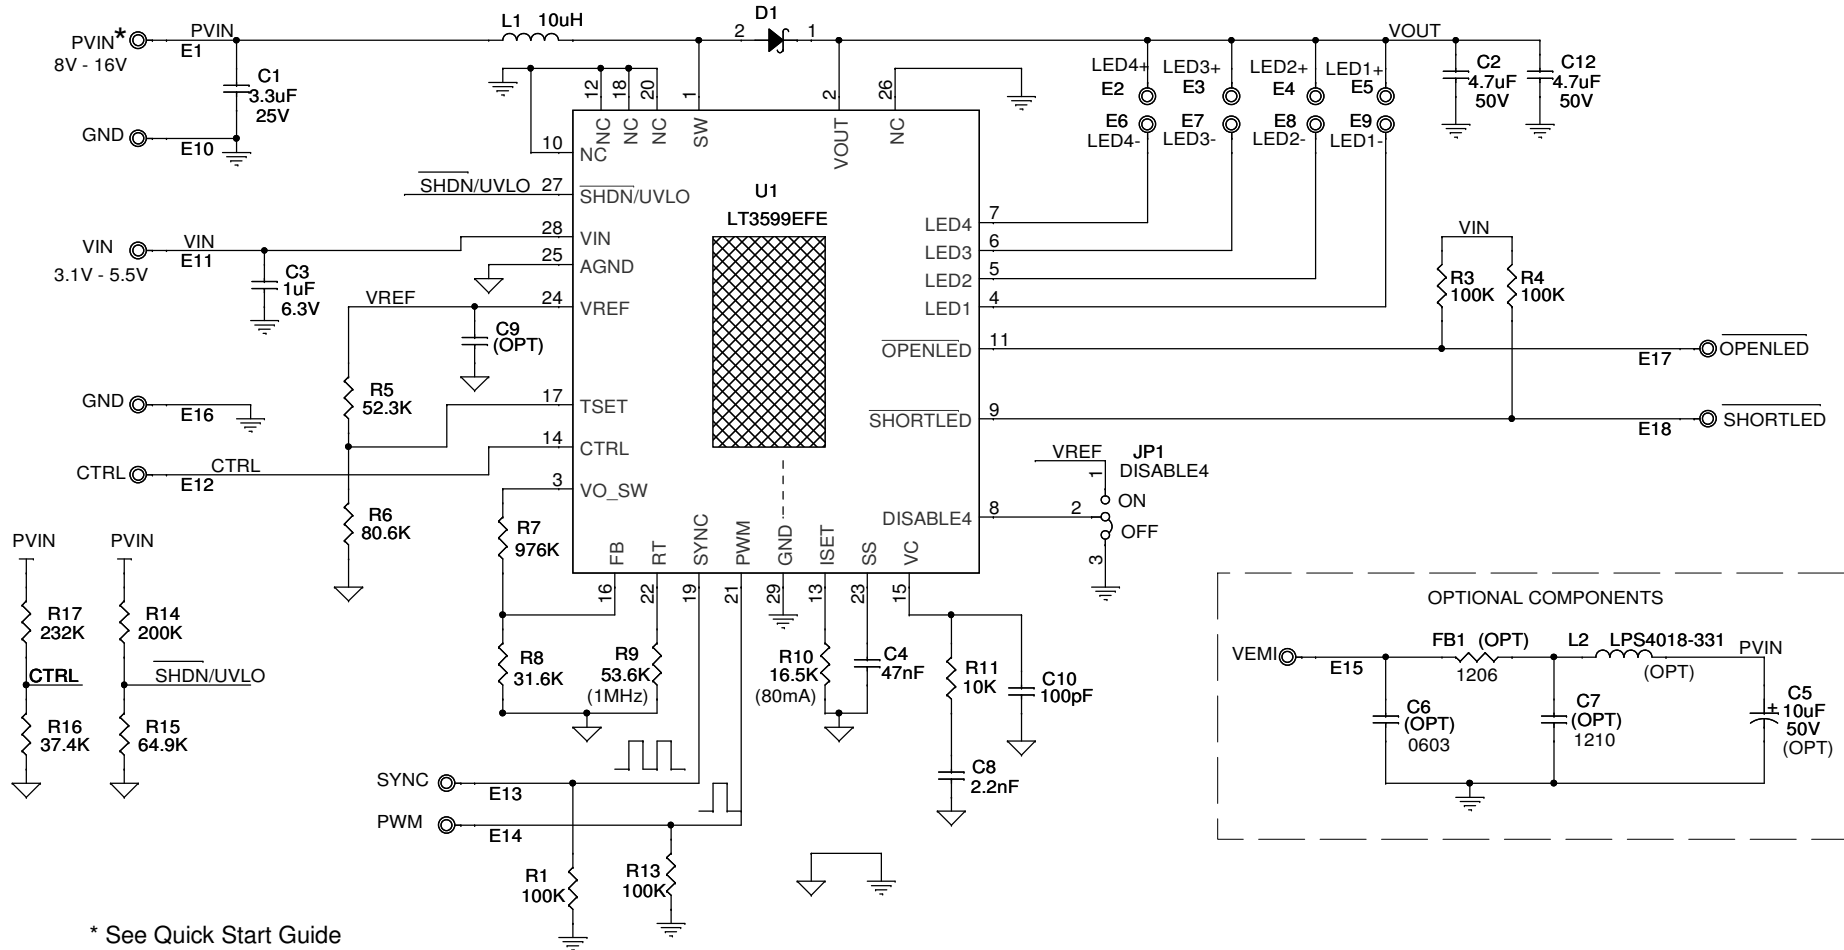 PVIN*
8V - 16V
E1
PVIN
L1 10uH
2
D1
1
VOUT
C1
3.3uF
25V
GND
E10
12
18
20
1
2
26
NC
NC
NC
SW
VOUT
NC
LED4+
E2
LED3+
E3
LED2+
E4
LED1+
E5
E6
LED4-
E7
LED3-
E8
LED2-
E9
LED1-
C2
4.7uF
50V
C12
4.7uF
50V
10
NC
SHDN/UVLO
27
SHDN/UVLO
U1
LT3599EFE
VIN
3.1V - 5.5V
VIN
E11
28
VIN
25
AGND
C3
1uF
6.3V
VREF
24
VREF
C9
(OPT)
7
LED4
6
LED3
5
LED2
4
LED1
11
OPENLED
9
SHORTLED
VIN
R3
100K
R4
100K
E17
OPENLED
E18
SHORTLED
GND
E16
R5
52.3K
17
TSET
14
CTRL
CTRL
CTRL
E12
3
VO_SW
R6
80.6K
R7
976K
VREF
JP1
DISABLE4
1
ON
DISABLE4
8
2
OFF
3
FB
RT
SYNC
PWM
GND
ISET
SS
VC
16
22
19
21
29
13
23
15
PVIN
PVIN
R17
232K
R14
200K
CTRL
SHDN/UVLO
R16
37.4K
R15
64.9K
R8
31.6K
R9
53.6K
(1MHz)
R10
16.5K
(80mA)
C4
47nF
R11
10K
C10
100pF
C8
2.2nF
SYNC
E13
PWM
E14
R1
100K
R13
100K
OPTIONAL COMPONENTS
VEMI
E15
FB1 (OPT)
1206
L2 LPS4018-331
(OPT)
PVIN
C6
(OPT)
0603
C7
(OPT)
1210
+
C5
10uF
50V
(OPT)
* See Quick Start Guide